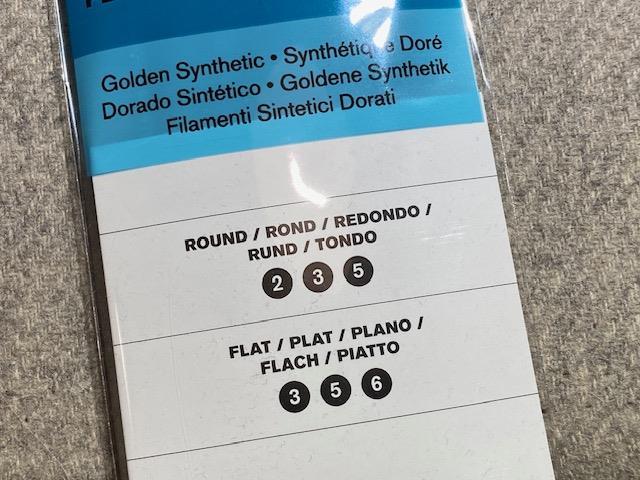 Golden Synthetic • Synthétique Doré
Dorado Sintético • Goldene Synthetik
Filamenti Sintetici Dorati
ROUND / ROND / REDONDO /
RUND / TONDO
2 3 5
FLAT / PLAT / PLANO /
FLACH / PIATTO
3 5 6